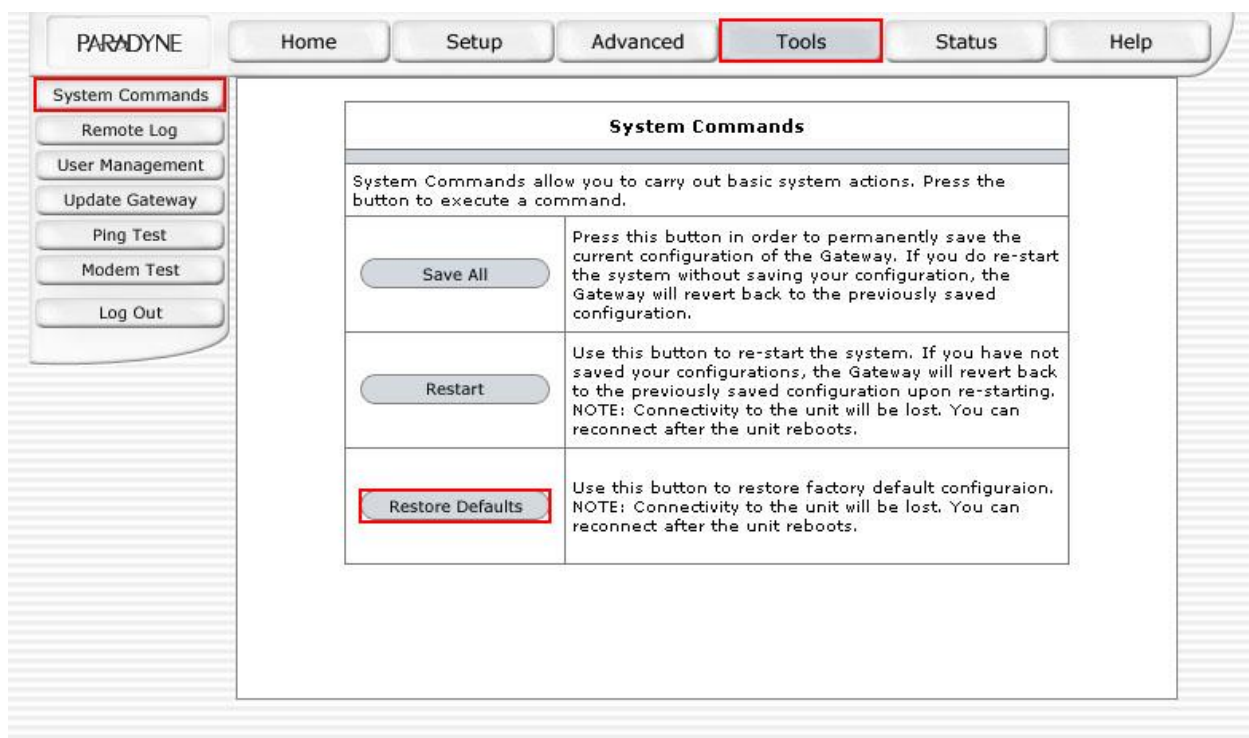 PARADYNE
Home
Setup
Advanced
Tools
Status
Help
System Commands
Remote Log
User Management
Update Gateway
Ping Test
Modem Test
Log Out
System Commands
System Commands allow you to carry out basic system actions. Press the
button to execute a command.
Save All
Press this button in order to permanently save the
current configuration of the Gateway. If you do re-start
the system without saving your configuration, the
Gateway will revert back to the previously saved
configuration.
Restart
Use this button to re-start the system. If you have not
saved your configurations, the Gateway will revert back
to the previously saved configuration upon re-starting.
NOTE: Connectivity to the unit will be lost. You can
reconnect after the unit reboots.
Restore Defaults
Use this button to restore factory default configuraion.
NOTE: Connectivity to the unit will be lost. You can
reconnect after the unit reboots.